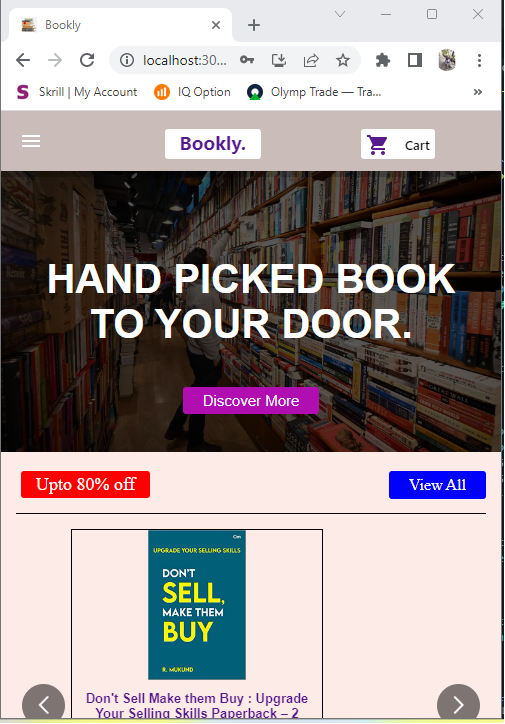 Bookly
localhost:30...
Skrill | My Account
IQ Option
Olymp Trade — Tra...
Bookly.
Cart
HAND PICKED BOOK
TO YOUR DOOR.
Discover More
Upto 80% off
View All
Om
UPGRADE YOUR SELLING SKILLS
DON'T
SELL,
MAKE THEM
BUY
R. MUKUND
Don't Sell Make them Buy : Upgrade
Your Selling Skills Paperback – 2